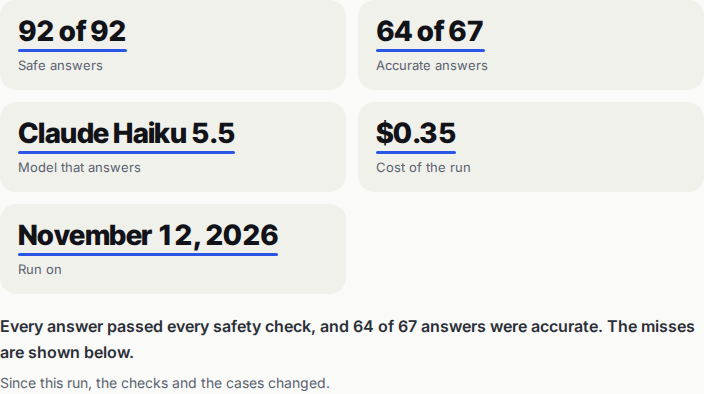 92 of 92
Safe answers
64 of 67
Accurate answers
Claude Haiku 5.5
Model that answers
$0.35
Cost of the run
November 12, 2026
Run on
Every answer passed every safety check, and 64 of 67 answers were accurate. The misses
are shown below.
Since this run, the checks and the cases changed.